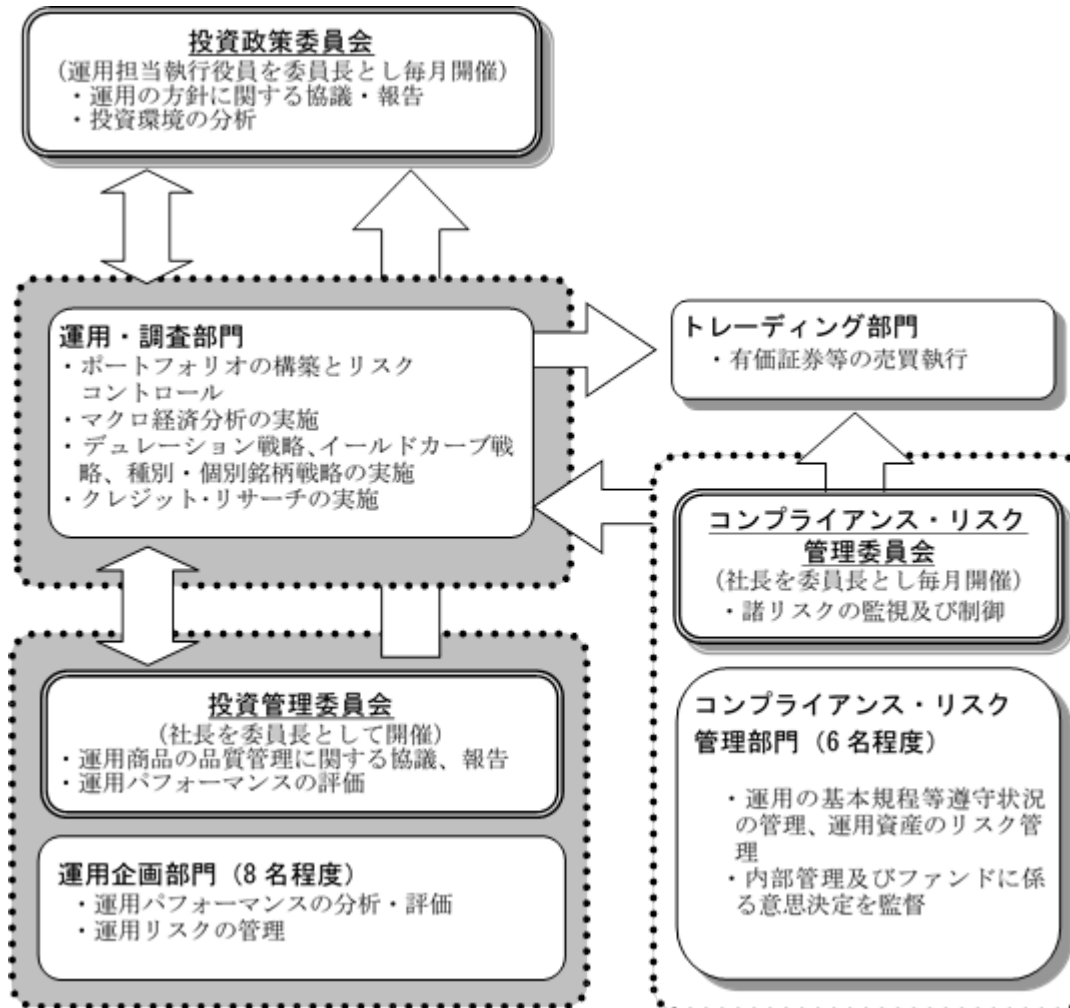 投資政策委員会
(運用担当執行役員を委員長とし毎月開催)
・運用の方針に関する協議・報告
・投資環境の分析
運用・調査部門
・ポートフォリオの構築とリスク
コントロール
・マクロ経済分析の実施
・デュレーション戦略、イールドカーブ戦
略、種別・個別銘柄戦略の実施
・クレジット・リサーチの実施
トレーディング部門
・有価証券等の売買執行
コンプライアンス・リスク
管理委員会
(社長を委員長とし毎月開催)
・諸リスクの監視及び制御
投資管理委員会
(社長を委員長として開催)
・運用商品の品質管理に関する協議、報告
・運用パフォーマンスの評価
運用企画部門(8名程度)
・運用パフォーマンスの分析・評価
・運用リスクの管理
コンプライアンス・リスク
管理部門(6名程度)
・運用の基本規程等遵守状況
の管理、運用資産のリスク管
理
・内部管理及びファンドに係
る意思決定を監督